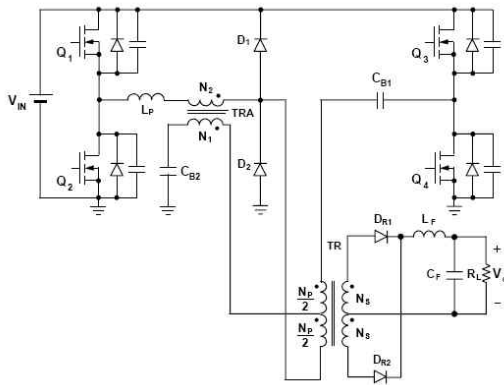 Q1
D1
Q3
VIN
LP
N2
TRA
N1
CB1
Q2
CB2
D2
Q4
TR
DR1
LF
NP
2
NS
CF
RL
+
V
−
NP
2
NS
DR2